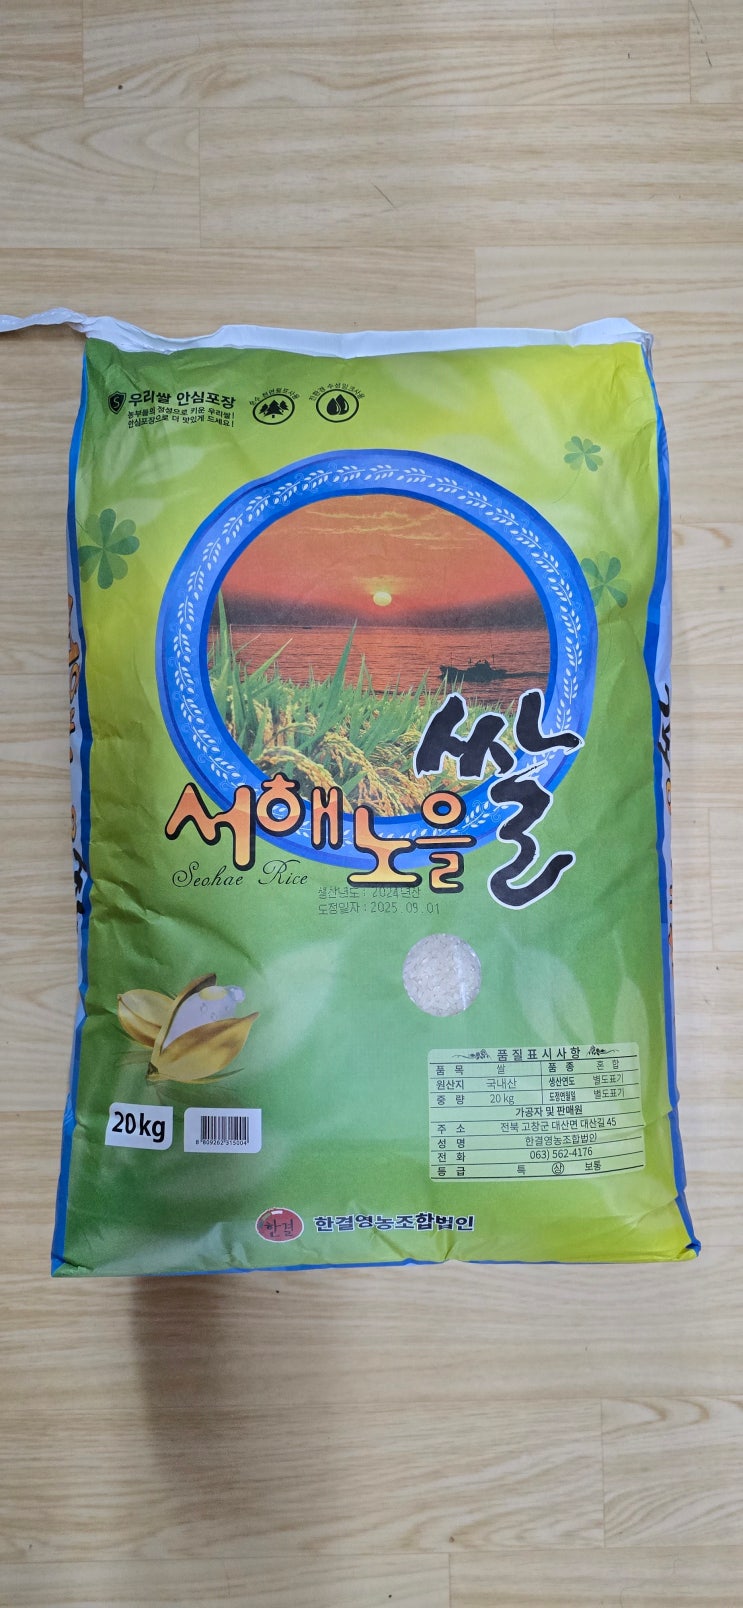 우리쌀 안심포장
농부들의 정성으로 키운 우리쌀!
안심포장으로 더 맛있게 드세요!
쌀
서해노을
Seohae Rice
생산년도 : 2024년산
도정일자 : 2025.09.01
품질표시사항
품 목 쌀 품 종 혼 합
원산지 국내산 생산연도 별도표기
중 량 20 kg 도정연월일 별도표기
가공자 및 판매원
주 소 전북 고창군 대산면 대산길 45
성 명 한결영농조합법인
전 화 063) 562-4176
등 급 특 상 보통
20kg
8 809262 315004
한결 한결영농조합법인